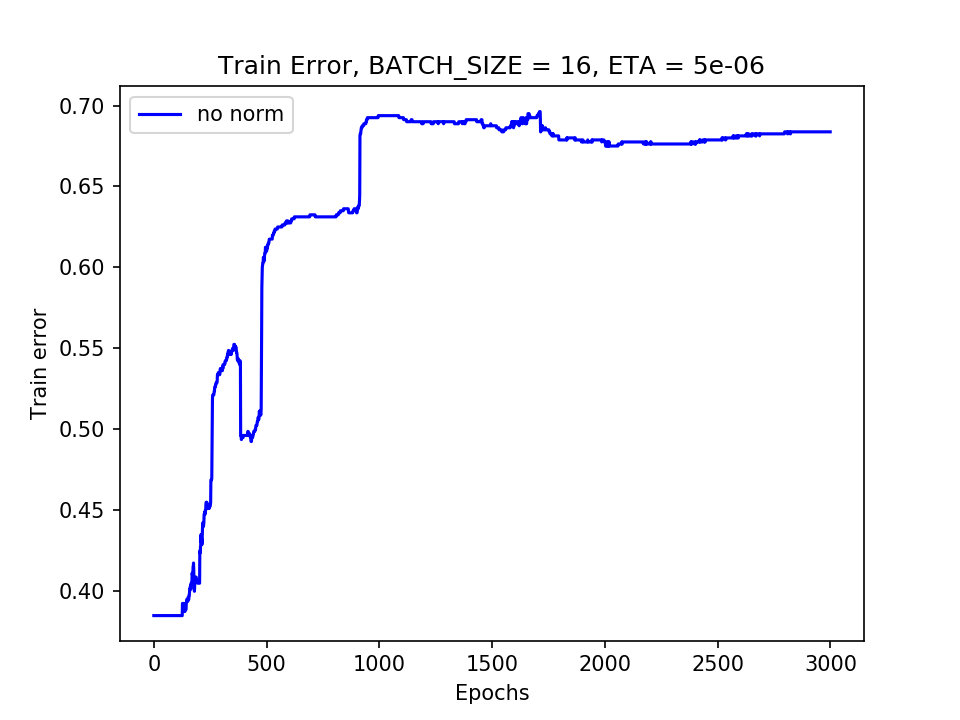 Train Error, BATCH_SIZE = 16, ETA = 5e-06
no norm
0.70
0.65
0.60
0.55
0.50
0.45
0.40
Train error
0 500 1000 1500 2000 2500 3000
Epochs